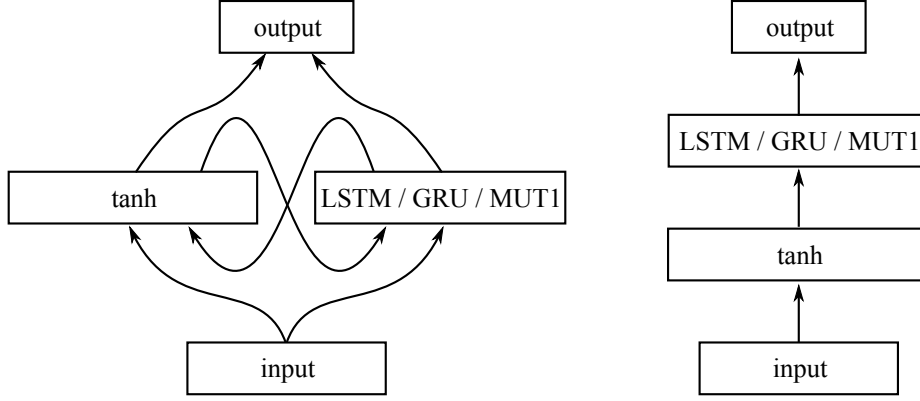 output
tanh
LSTM / GRU / MUT1
input
output
LSTM / GRU / MUT1
tanh
input